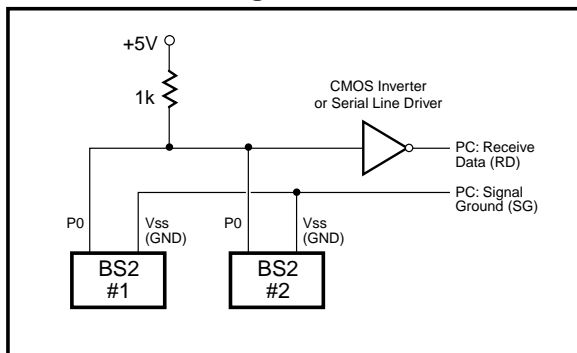 +5V
1k
CMOS Inverter
or Serial Line Driver
PC: Receive
Data (RD)
PC: Signal
Ground (SG)
P0
Vss
(GND)
P0
Vss
(GND)
BS2
#1
BS2
#2